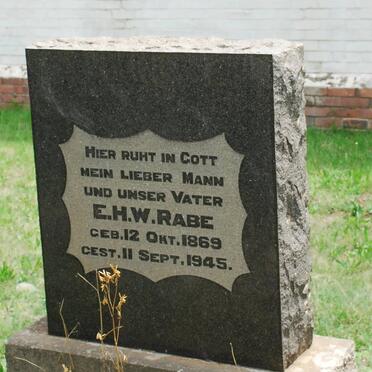 HIER RUHT IN GOTT
MEIN LIEBER MANN
UND UNSER VATER
E.H.W. RABE
GEB. 12 OKT. 1869
GEST. 11 SEPT. 1945.